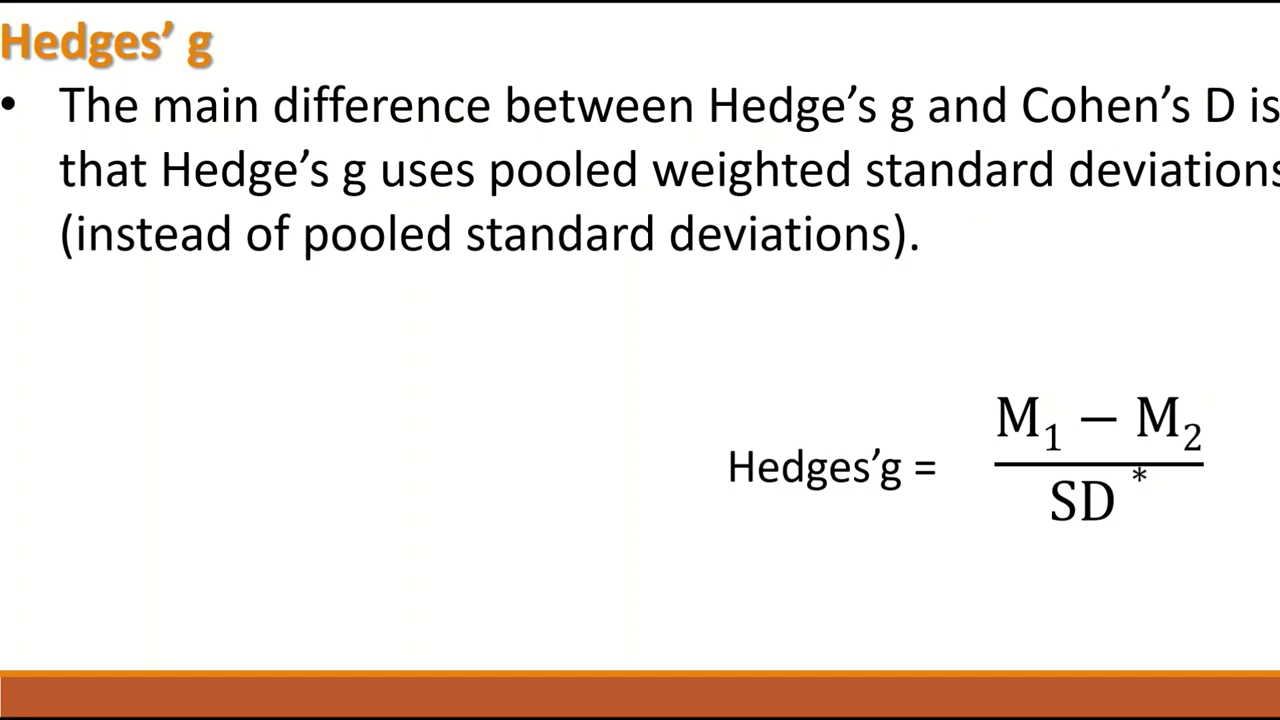 Hedges’ g
• The main difference between Hedge’s g and Cohen’s D is
that Hedge’s g uses pooled weighted standard deviations
(instead of pooled standard deviations).
Hedges’g = M₁ − M₂
SD *